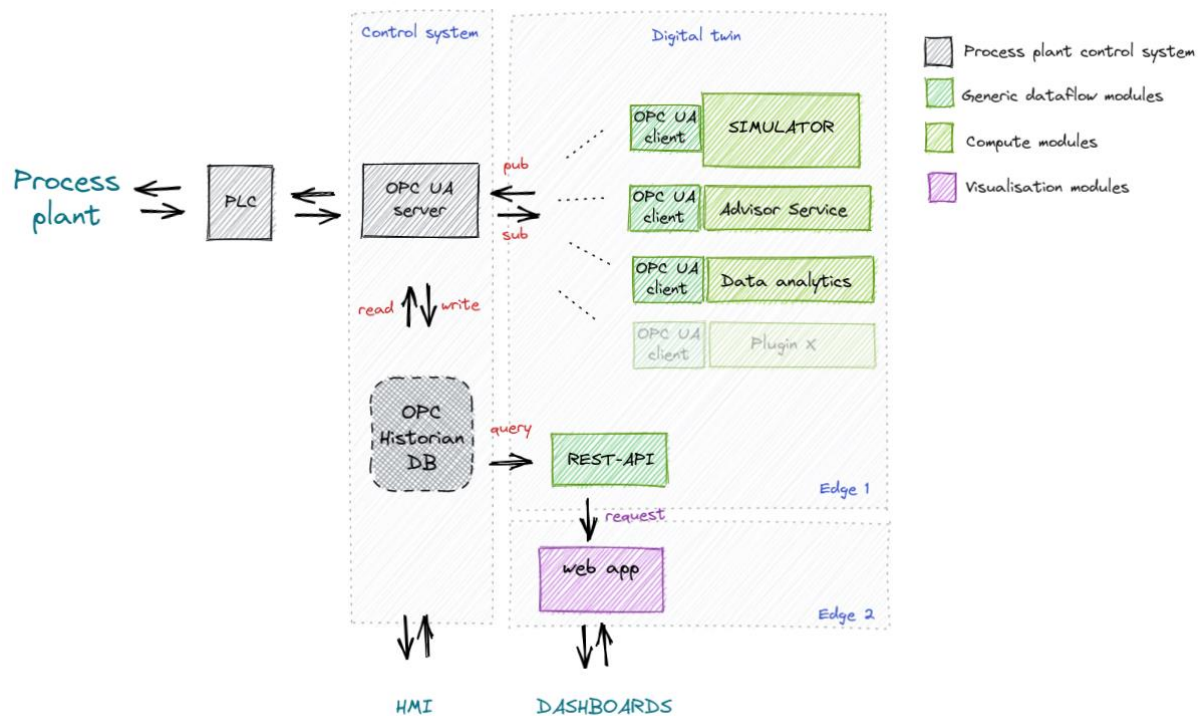 Control system
Digital twin
Process plant control system
Generic dataflow modules
Compute modules
Visualisation modules
OPC UA
client
SIMULATOR
Process
plant
PLC
OPC UA
server
pub
sub
OPC UA
client
Advisor Service
OPC UA
client
Data analytics
OPC UA
client
Plugin X
read
write
OPC
Historian
DB
query
REST-API
Edge 1
request
web app
Edge 2
HMI
DASHBOARDS